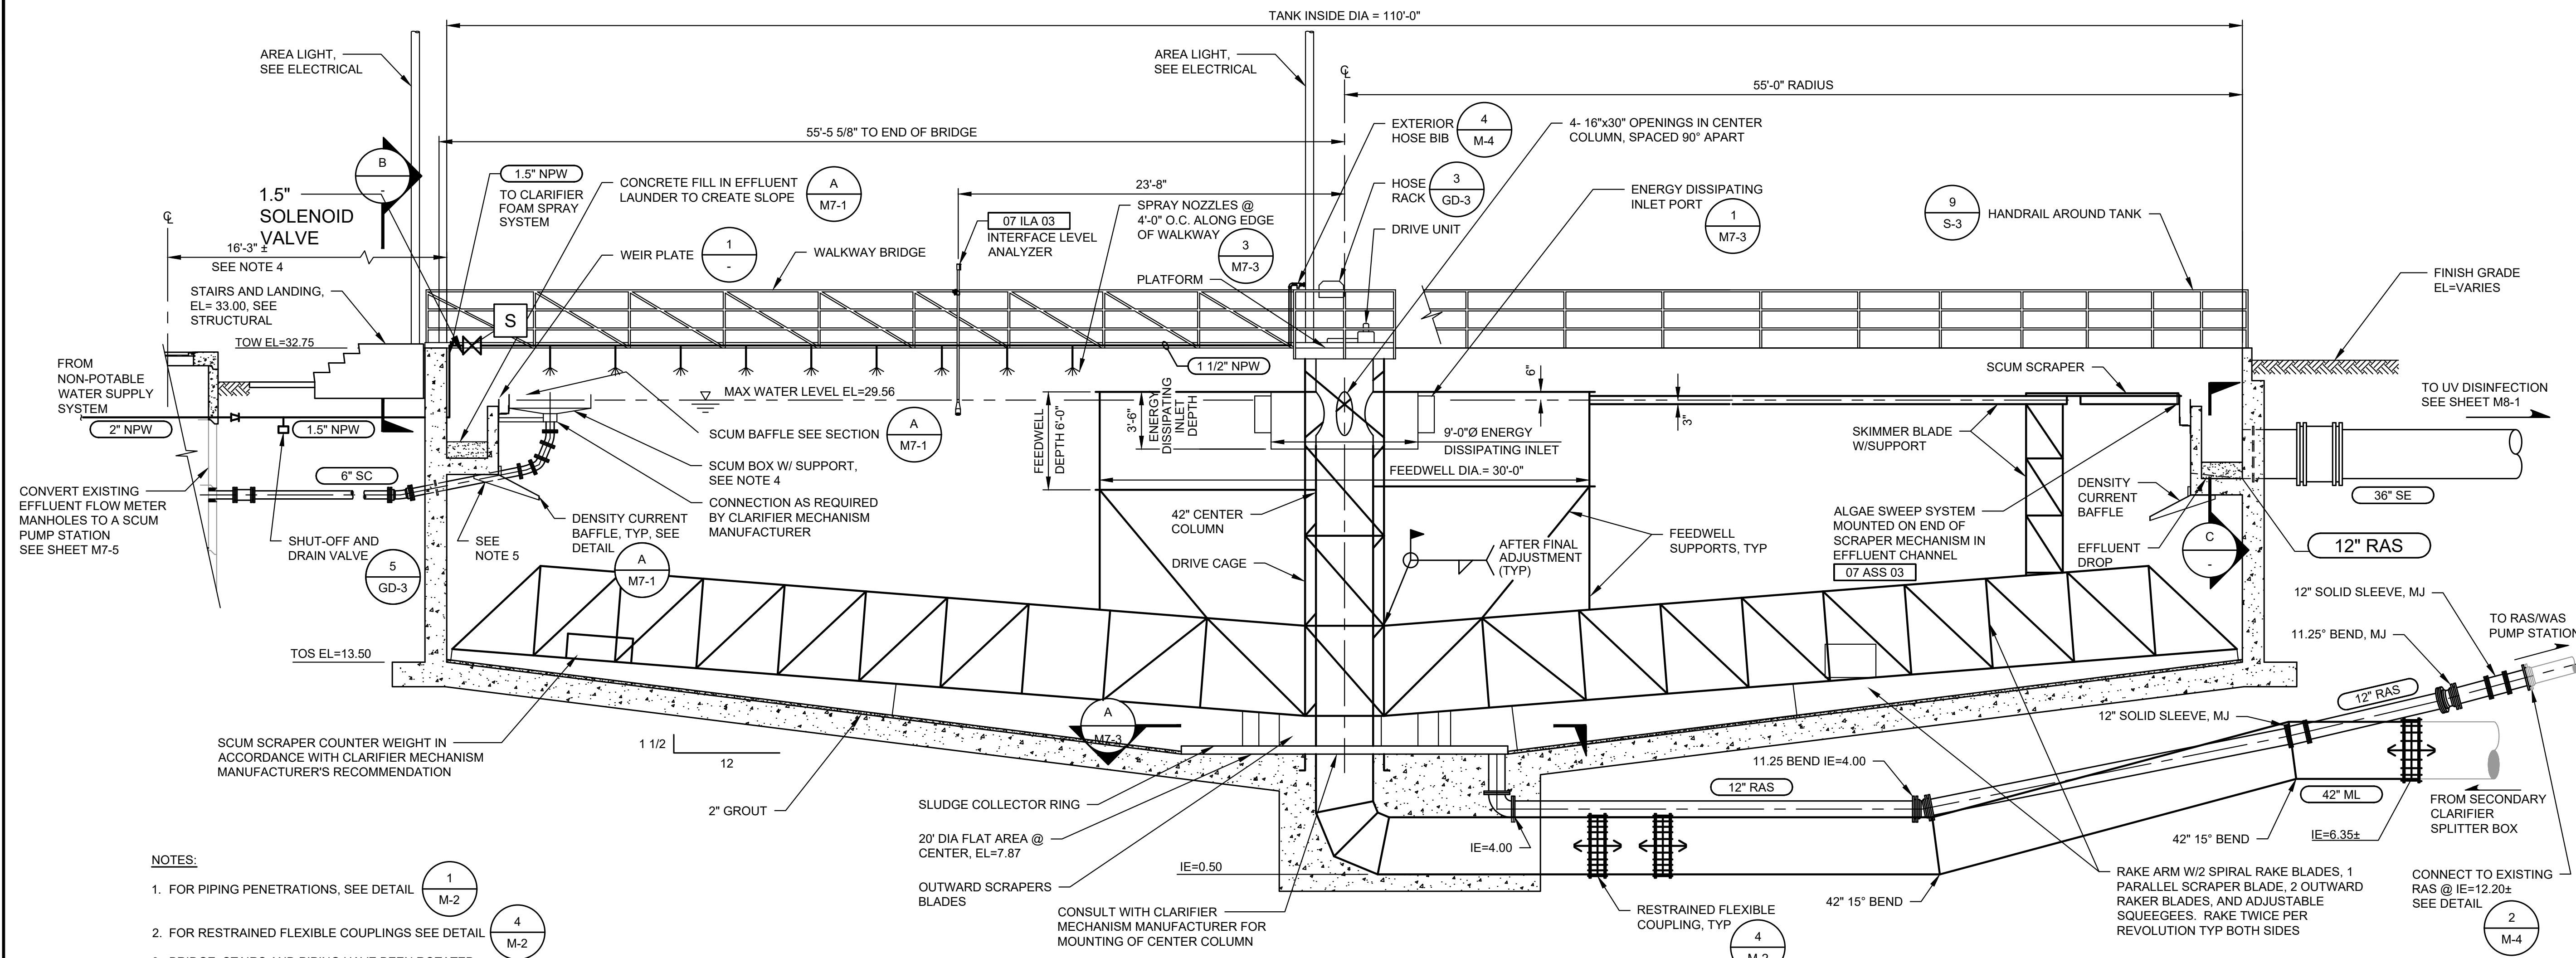 TANK INSIDE DIA = 110'-0"
AREA LIGHT,
SEE ELECTRICAL
AREA LIGHT,
SEE ELECTRICAL
℄
55'-0" RADIUS
55'-5 5/8" TO END OF BRIDGE
EXTERIOR
HOSE BIB
4
M-4
4- 16"x30" OPENINGS IN CENTER
COLUMN, SPACED 90° APART
B
-
1.5"
SOLENOID
VALVE
1.5" NPW
TO CLARIFIER
FOAM SPRAY
SYSTEM
CONCRETE FILL IN EFFLUENT
LAUNDER TO CREATE SLOPE
A
M7-1
23'-8"
HOSE
RACK
3
GD-3
ENERGY DISSIPATING
INLET PORT
1
M7-3
9
S-3
HANDRAIL AROUND TANK
℄
16'-3" ±
SEE NOTE 4
WEIR PLATE
1
-
WALKWAY BRIDGE
07 ILA 03
INTERFACE LEVEL
ANALYZER
SPRAY NOZZLES @
4'-0" O.C. ALONG EDGE
OF WALKWAY
3
M7-3
DRIVE UNIT
PLATFORM
FINISH GRADE
EL=VARIES
STAIRS AND LANDING,
EL= 33.00, SEE
STRUCTURAL
TOW EL=32.75
S
FROM
NON-POTABLE
WATER SUPPLY
SYSTEM
2" NPW
1.5" NPW
6" SC
MAX WATER LEVEL EL=29.56
1 1/2" NPW
SCUM BAFFLE SEE SECTION
A
M7-1
SCUM BOX W/ SUPPORT,
SEE NOTE 4
CONNECTION AS REQUIRED
BY CLARIFIER MECHANISM
MANUFACTURER
FEEDWELL
DEPTH 6'-0"
3'-6"
ENERGY
DISSIPATING
INLET
DEPTH
6"
3"
9'-0"Ø ENERGY
DISSIPATING INLET
FEEDWELL DIA.= 30'-0"
SCUM SCRAPER
SKIMMER BLADE
W/SUPPORT
TO UV DISINFECTION
SEE SHEET M8-1
36" SE
CONVERT EXISTING
EFFLUENT FLOW METER
MANHOLES TO A SCUM
PUMP STATION
SEE SHEET M7-5
SHUT-OFF AND
DRAIN VALVE
5
GD-3
SEE
NOTE 5
DENSITY CURRENT
BAFFLE, TYP, SEE
DETAIL
A
M7-1
42" CENTER
COLUMN
DRIVE CAGE
AFTER FINAL
ADJUSTMENT
(TYP)
FEEDWELL
SUPPORTS, TYP
ALGAE SWEEP SYSTEM
MOUNTED ON END OF
SCRAPER MECHANISM IN
EFFLUENT CHANNEL
07 ASS 03
DENSITY
CURRENT
BAFFLE
EFFLUENT
DROP
C
-
12" RAS
12" SOLID SLEEVE, MJ
11.25° BEND, MJ
TO RAS/WAS
PUMP STATION
TOS EL=13.50
SCUM SCRAPER COUNTER WEIGHT IN
ACCORDANCE WITH CLARIFIER MECHANISM
MANUFACTURER'S RECOMMENDATION
1 1/2
12
A
M7-3
12" RAS
12" SOLID SLEEVE, MJ
11.25 BEND IE=4.00
12" RAS
42" ML
FROM SECONDARY
CLARIFIER
SPLITTER BOX
2" GROUT
SLUDGE COLLECTOR RING
20' DIA FLAT AREA @
CENTER, EL=7.87
OUTWARD SCRAPERS
BLADES
IE=0.50
IE=4.00
42" 15° BEND
IE=6.35±
CONSULT WITH CLARIFIER
MECHANISM MANUFACTURER FOR
MOUNTING OF CENTER COLUMN
RESTRAINED FLEXIBLE
COUPLING, TYP
4
M-2
42" 15° BEND
RAKE ARM W/2 SPIRAL RAKE BLADES, 1
PARALLEL SCRAPER BLADE, 2 OUTWARD
RAKER BLADES, AND ADJUSTABLE
SQUEEGEES. RAKE TWICE PER
REVOLUTION TYP BOTH SIDES
CONNECT TO EXISTING
RAS @ IE=12.20±
SEE DETAIL
2
M-4
NOTES:
1. FOR PIPING PENETRATIONS, SEE DETAIL
1
M-2
2. FOR RESTRAINED FLEXIBLE COUPLINGS SEE DETAIL
4
M-2